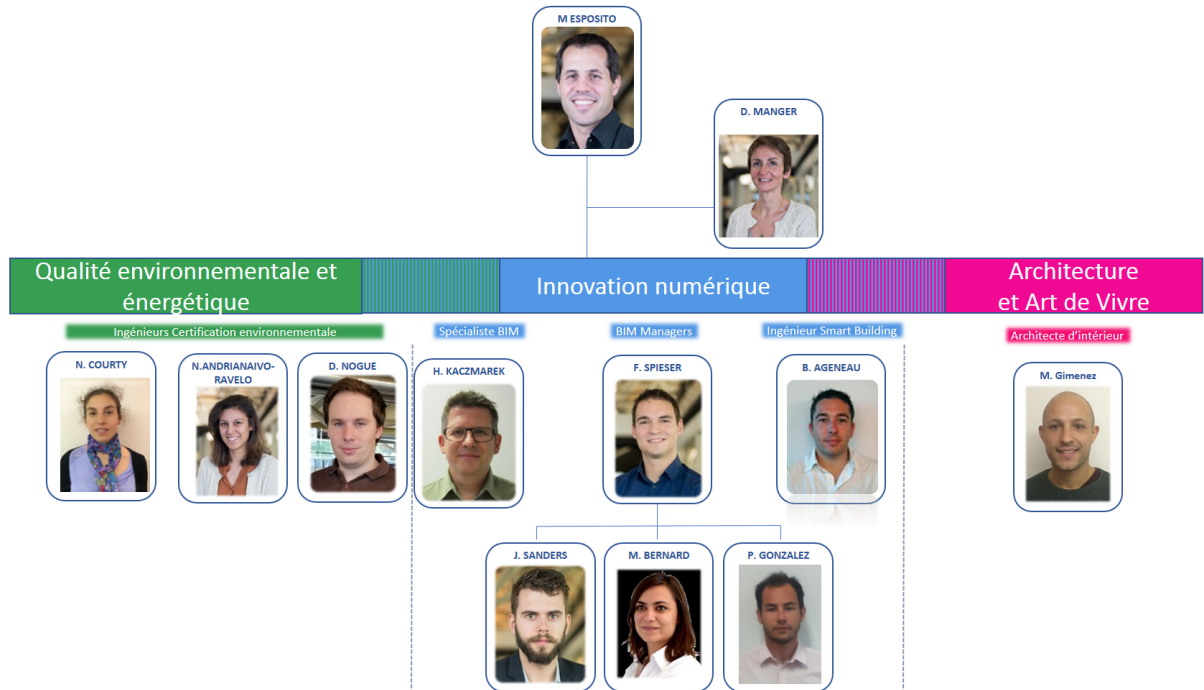 M ESPOSITO
D. MANGER
Qualité environnementale et
énergétique
Innovation numérique
Architecture
et Art de Vivre
Ingénieurs Certification environnementale
Spécialiste BIM
BIM Managers
Ingénieur Smart Building
Architecte d'intérieur
N. COURTY
N.ANDRIANAIVO-
RAVELO
D. NOGUE
H. KACZMAREK
F. SPIESER
B. AGENEAU
M. Gimenez
J. SANDERS
M. BERNARD
P. GONZALEZ